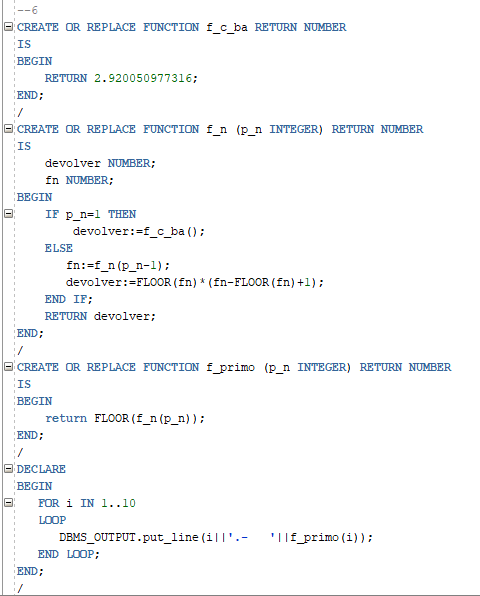 --6
CREATE OR REPLACE FUNCTION f_c_ba RETURN NUMBER
IS
BEGIN
    RETURN 2.920050977316;
END;
/
CREATE OR REPLACE FUNCTION f_n (p_n INTEGER) RETURN NUMBER
IS
    devolver NUMBER;
    fn NUMBER;
BEGIN
    IF p_n=1 THEN
        devolver:=f_c_ba();
    ELSE
       fn:=f_n(p_n-1);
       devolver:=FLOOR(fn)*(fn-FLOOR(fn)+1);
    END IF;
    RETURN devolver;
END;
/
CREATE OR REPLACE FUNCTION f_primo (p_n INTEGER) RETURN NUMBER
IS
BEGIN
    return FLOOR(f_n(p_n));
END;
/
DECLARE
BEGIN
   FOR i IN 1..10
   LOOP
      DBMS_OUTPUT.put_line(i||'.-   '||f_primo(i));
   END LOOP;
END;
/